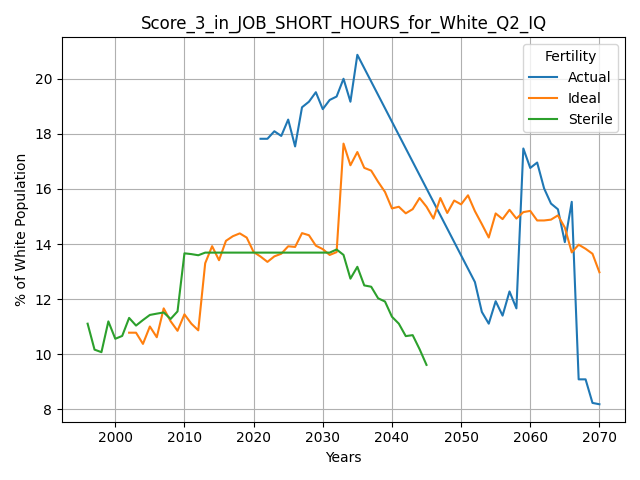 Score_3_in_JOB_SHORT_HOURS_for_White_Q2_IQ
Fertility
Actual
Ideal
Sterile
% of White Population
20
18
16
14
12
10
8
2000 2010 2020 2030 2040 2050 2060 2070
Years